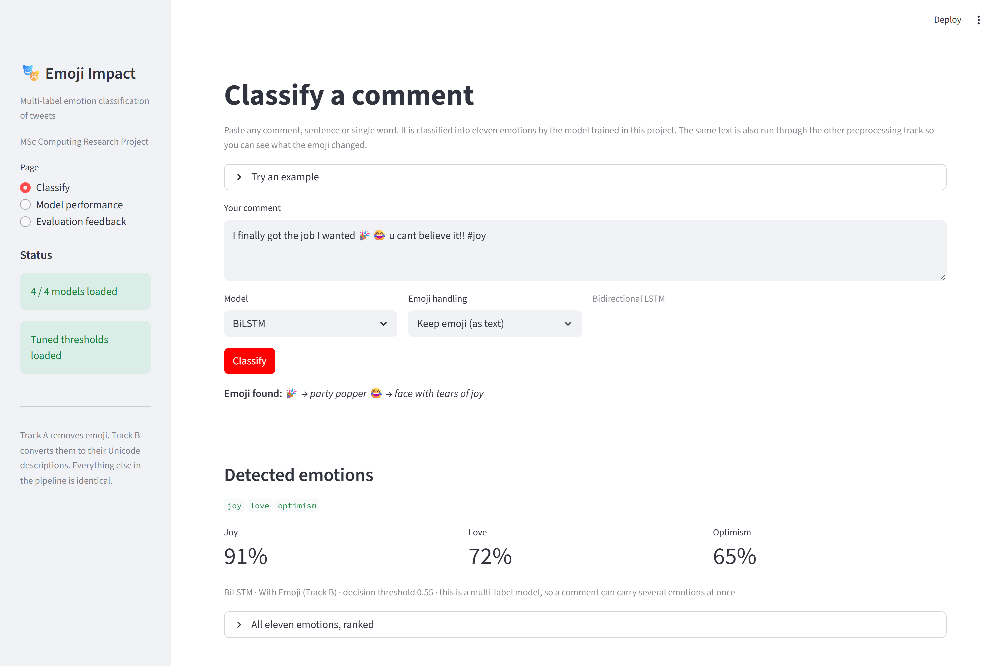 Deploy
🎭 Emoji Impact
Multi-label emotion classification
of tweets
MSc Computing Research Project
Page
Classify
Model performance
Evaluation feedback
Status
4 / 4 models loaded
Tuned thresholds
loaded
Track A removes emoji. Track B
converts them to their Unicode
descriptions. Everything else in
the pipeline is identical.
Classify a comment
Paste any comment, sentence or single word. It is classified into eleven emotions by the model trained in this project. The same text is also run through the other preprocessing track so
you can see what the emoji changed.
Try an example
Your comment
I finally got the job I wanted 🎉 😂 u cant believe it!! #joy
Model
Emoji handling
Bidirectional LSTM
BiLSTM
Keep emoji (as text)
Classify
Emoji found: 🎉 → party popper 😂 → face with tears of joy
Detected emotions
joy love optimism
Joy
Love
Optimism
91%
72%
65%
BiLSTM · With Emoji (Track B) · decision threshold 0.55 · this is a multi-label model, so a comment can carry several emotions at once
All eleven emotions, ranked